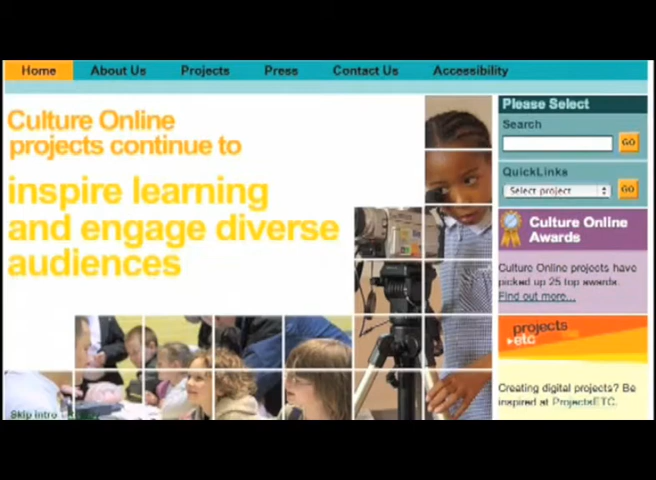 Home About Us Projects Press Contact Us Accessibility
Culture Online
projects continue to
inspire learning
and engage diverse
audiences
Skip intro
Please Select
Search
GO
QuickLinks
Select project GO
Culture Online
Awards
Culture Online projects have
picked up 25 top awards.
Find out more...
projects
etc
Creating digital projects? Be
inspired at ProjectsETC.